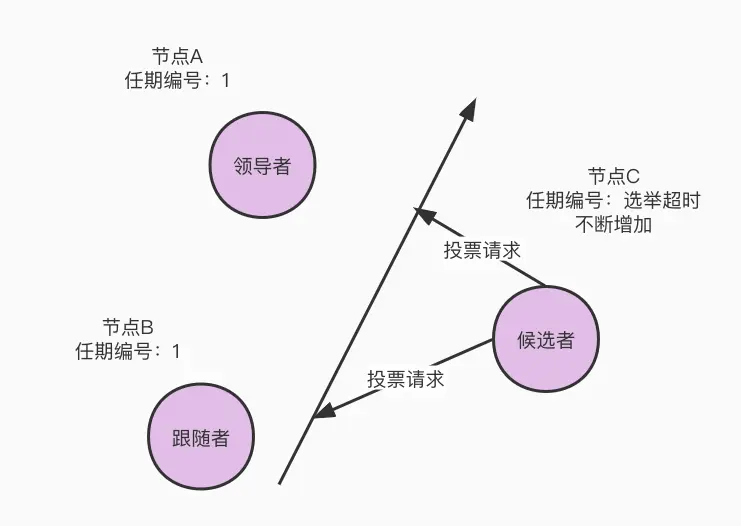 节点A
任期编号：1
领导者
节点C
任期编号：选举超时
不断增加
投票请求
候选者
节点B
任期编号：1
投票请求
跟随者